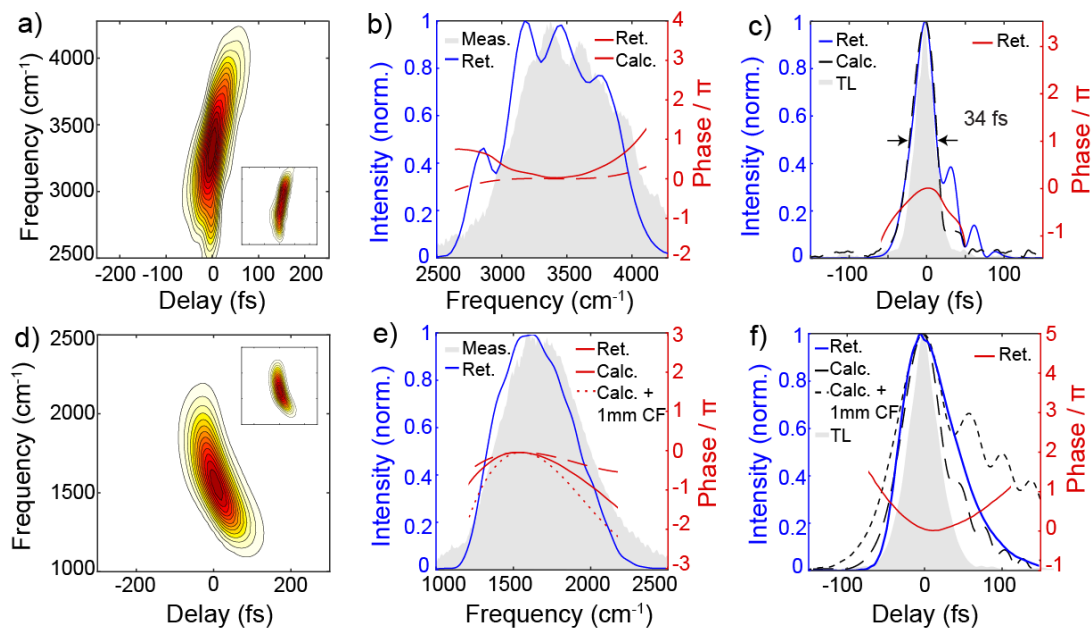 a)
4000
3500
3000
2500
Frequency (cm-1)
-200
-100
0
100
200
Delay (fs)
b)
1
0.8
0.6
0.4
0.2
0
Intensity (norm.)
Meas.
Ret.
Ret.
Calc.
4
3
2
1
0
-1
-2
Phase / π
2500
3000
3500
4000
Frequency (cm-1)
c)
1
0.8
0.6
0.4
0.2
0
Intensity (norm.)
Ret.
Calc.
TL
Ret.
34 fs
3
2
1
0
-1
Phase / π
-100
0
100
Delay (fs)
d)
2500
2000
1500
1000
Frequency (cm-1)
-200
0
200
Delay (fs)
e)
1
0.8
0.6
0.4
0.2
0
Intensity (norm.)
Meas.
Ret.
Ret.
Calc.
Calc. +
1mm CF
3
2
1
0
-1
-2
-3
Phase / π
1000
1500
2000
2500
Frequency (cm-1)
f)
1
0.8
0.6
0.4
0.2
0
Intensity (norm.)
Ret.
Calc.
Calc. +
1mm CF
TL
Ret.
5
4
3
2
1
0
-1
Phase / π
-100
0
100
Delay (fs)